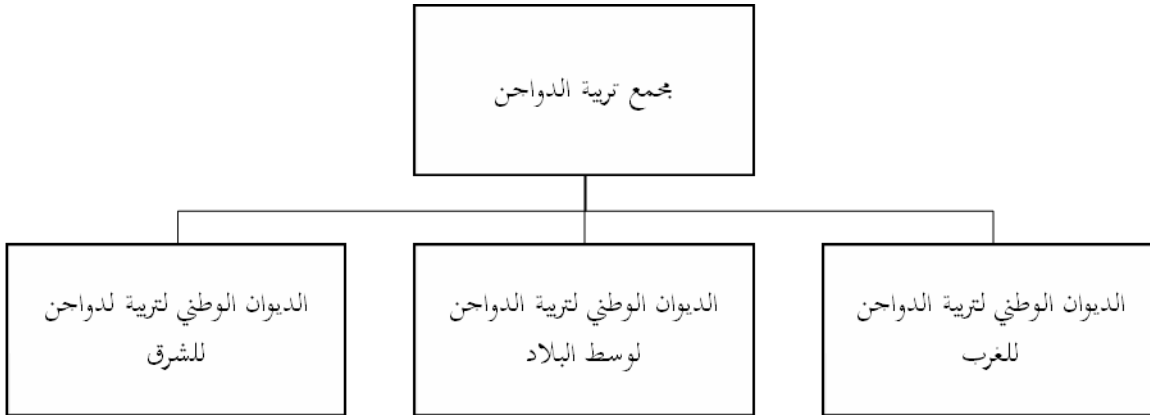 مجمع تربية الدواجن
الديوان الوطني لتربية الدواجن
للغرب
الديوان الوطني لتربية الدواجن
لوسط البلاد
الديوان الوطني لتربية لدواجن
للشرق